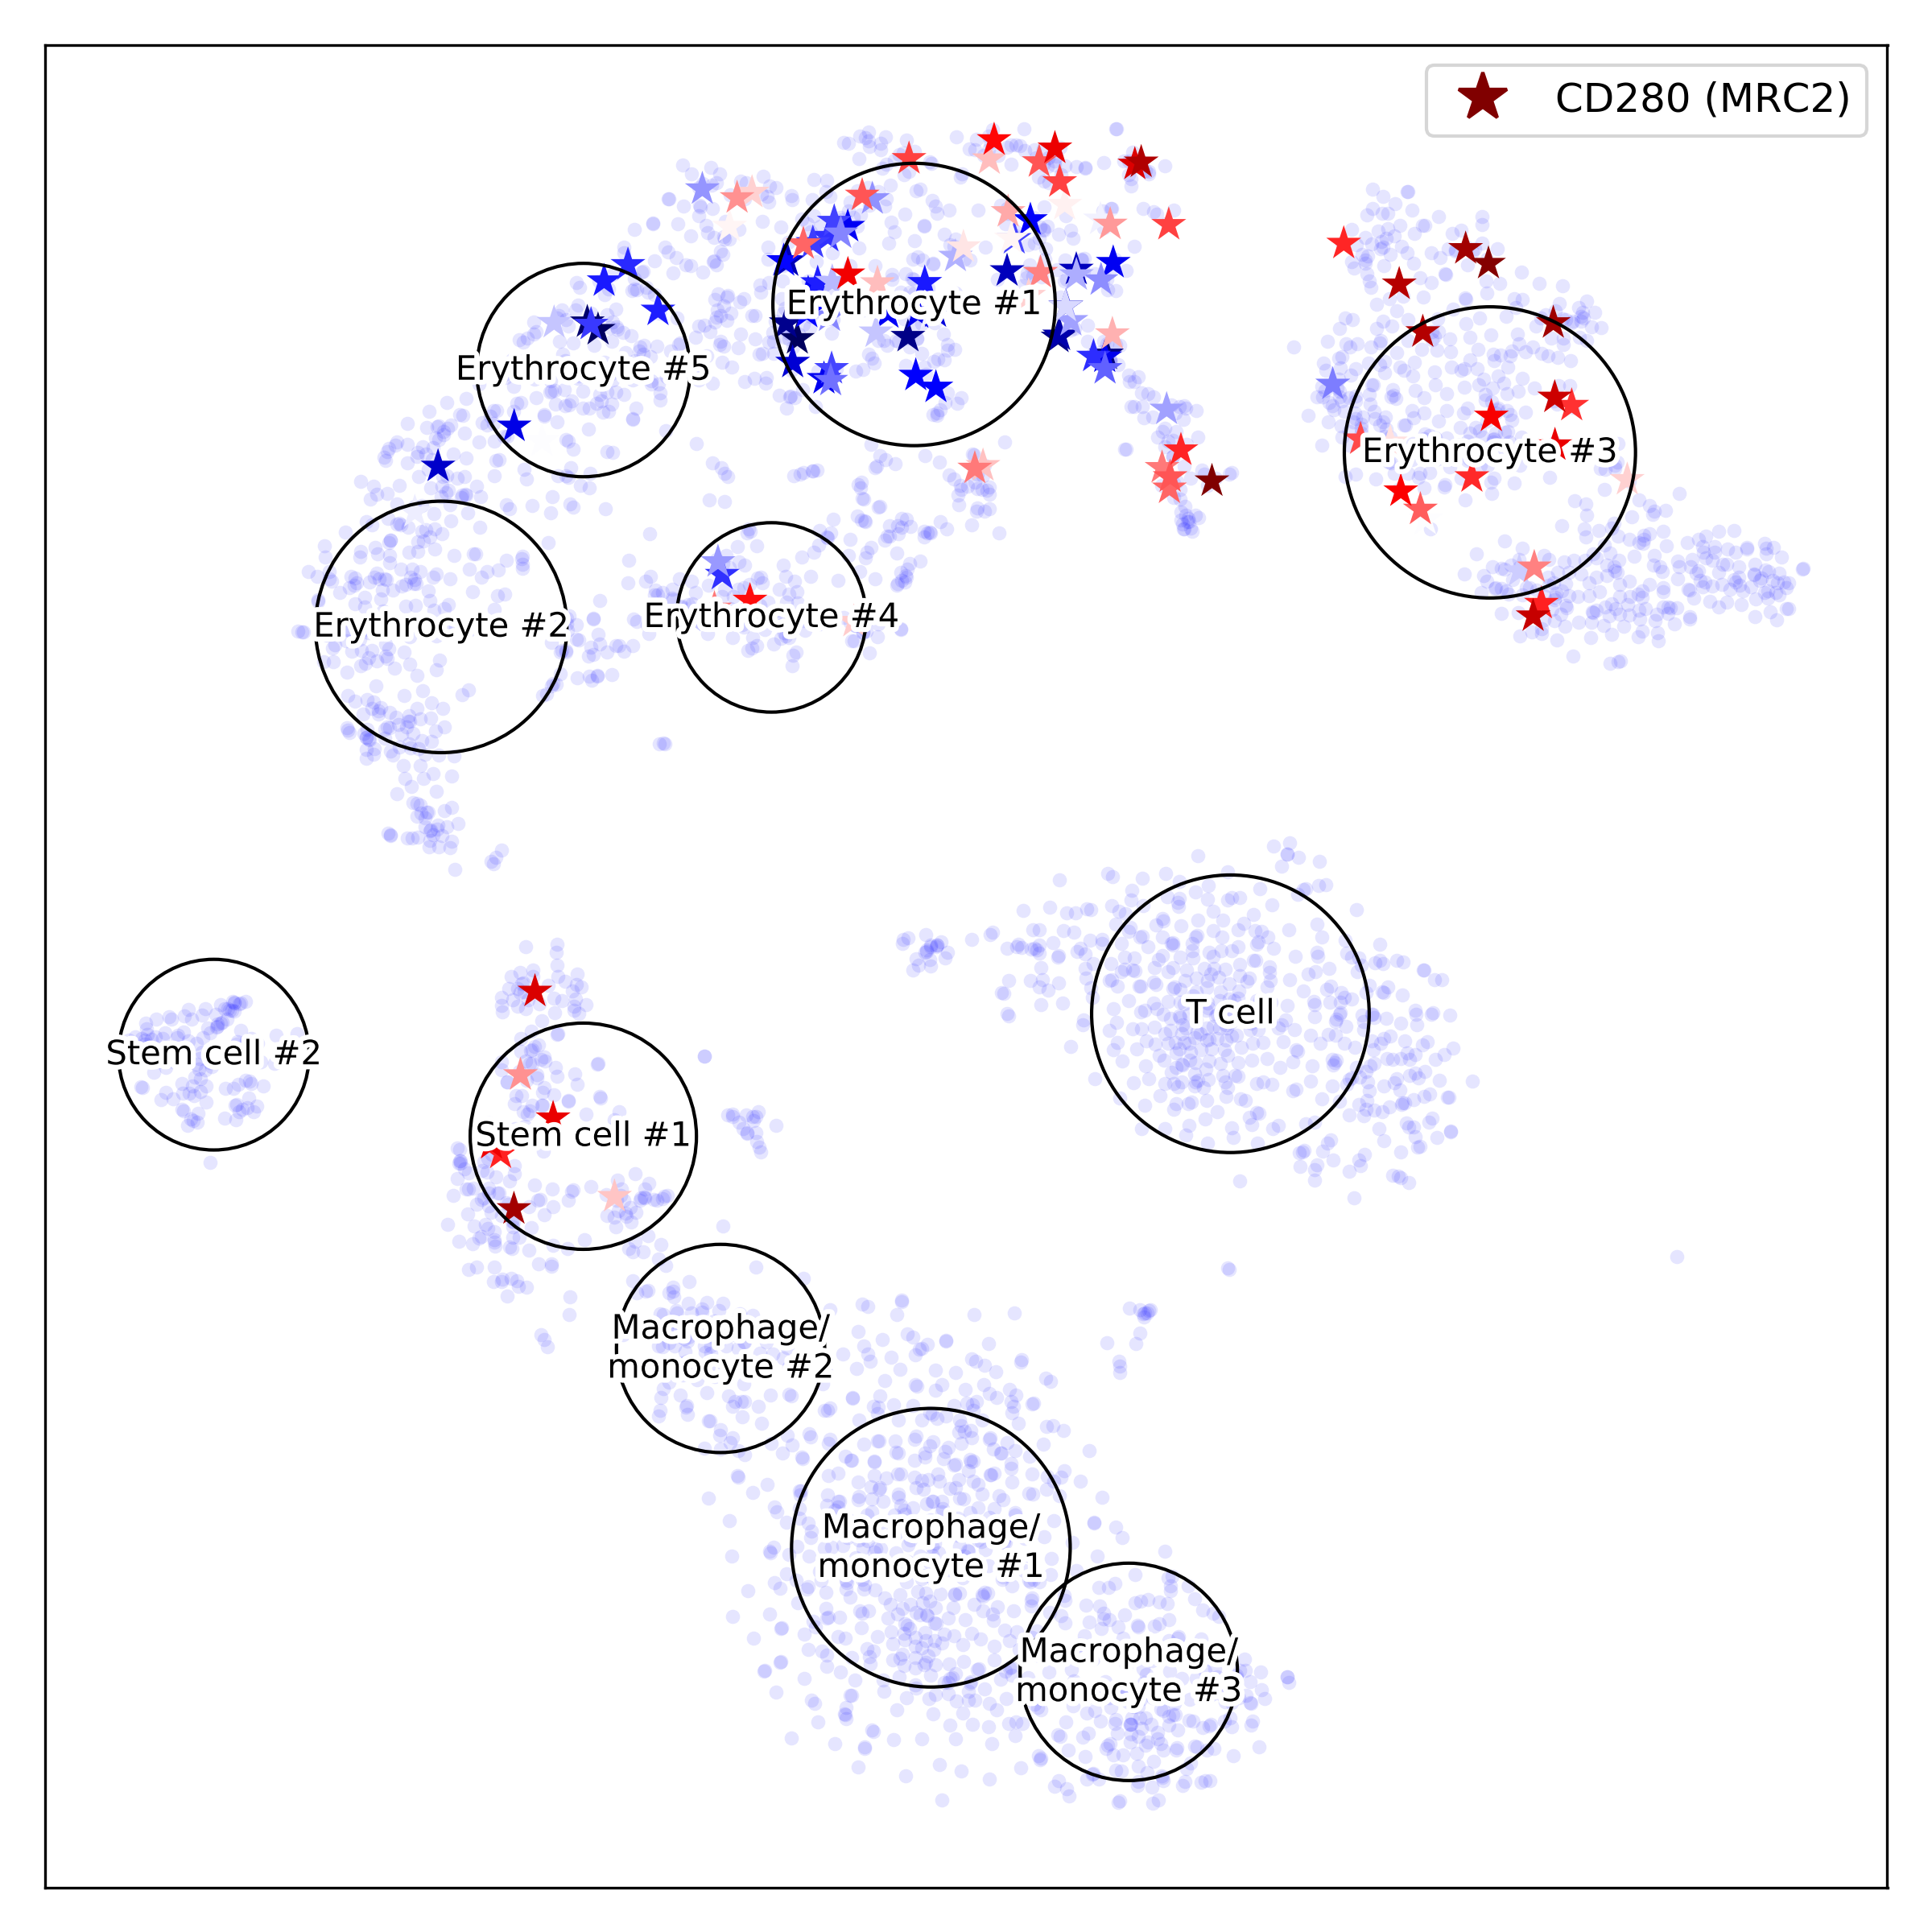 CD280 (MRC2)
Erythrocyte #1
Erythrocyte #5
Erythrocyte #3
Erythrocyte #2
Erythrocyte #4
T cell
Stem cell #2
Stem cell #1
Macrophage/
monocyte #2
Macrophage/
monocyte #1
Macrophage/
monocyte #3